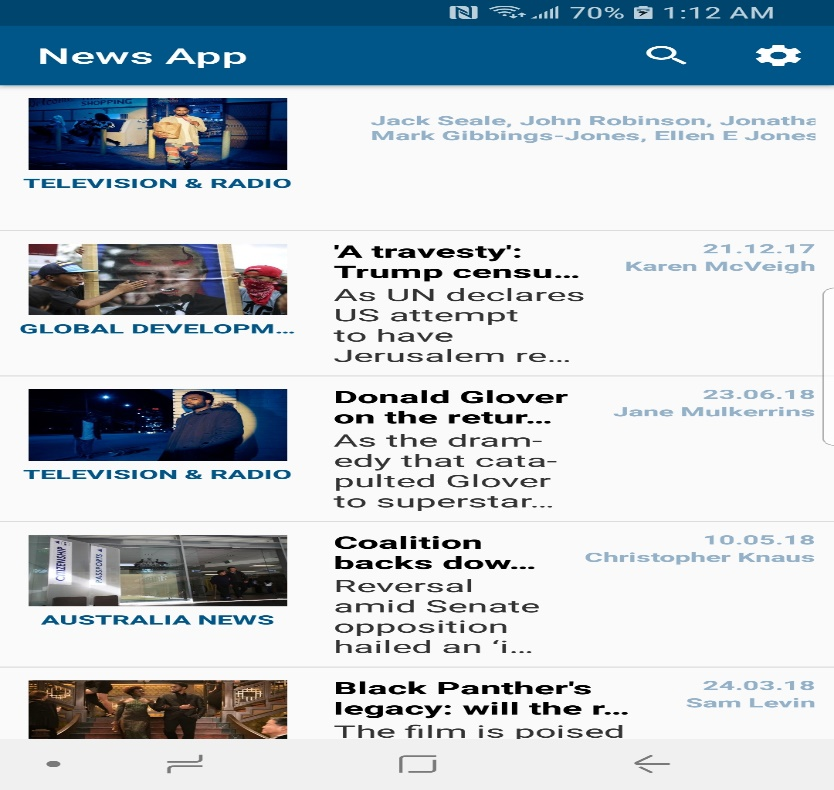 70% 1:12 AM
News App
SHOPPING
Jack Seale, John Robinson, Jonatha
Mark Gibbings-Jones, Ellen E Jones
TELEVISION & RADIO
'A travesty':
Trump censu...
21.12.17
Karen McVeigh
As UN declares
US attempt
to have
Jerusalem re...
GLOBAL DEVELOPM...
Donald Glover
on the retur...
23.06.18
Jane Mulkerrins
As the dram-
edy that cata-
pulted Glover
to superstar...
TELEVISION & RADIO
Coalition
backs dow...
10.05.18
Christopher Knaus
Reversal
amid Senate
opposition
hailed an ‘i...
CITIZENSHIP
PASSPORTS
AUSTRALIA NEWS
Black Panther's
legacy: will the r...
24.03.18
Sam Levin
The film is poised